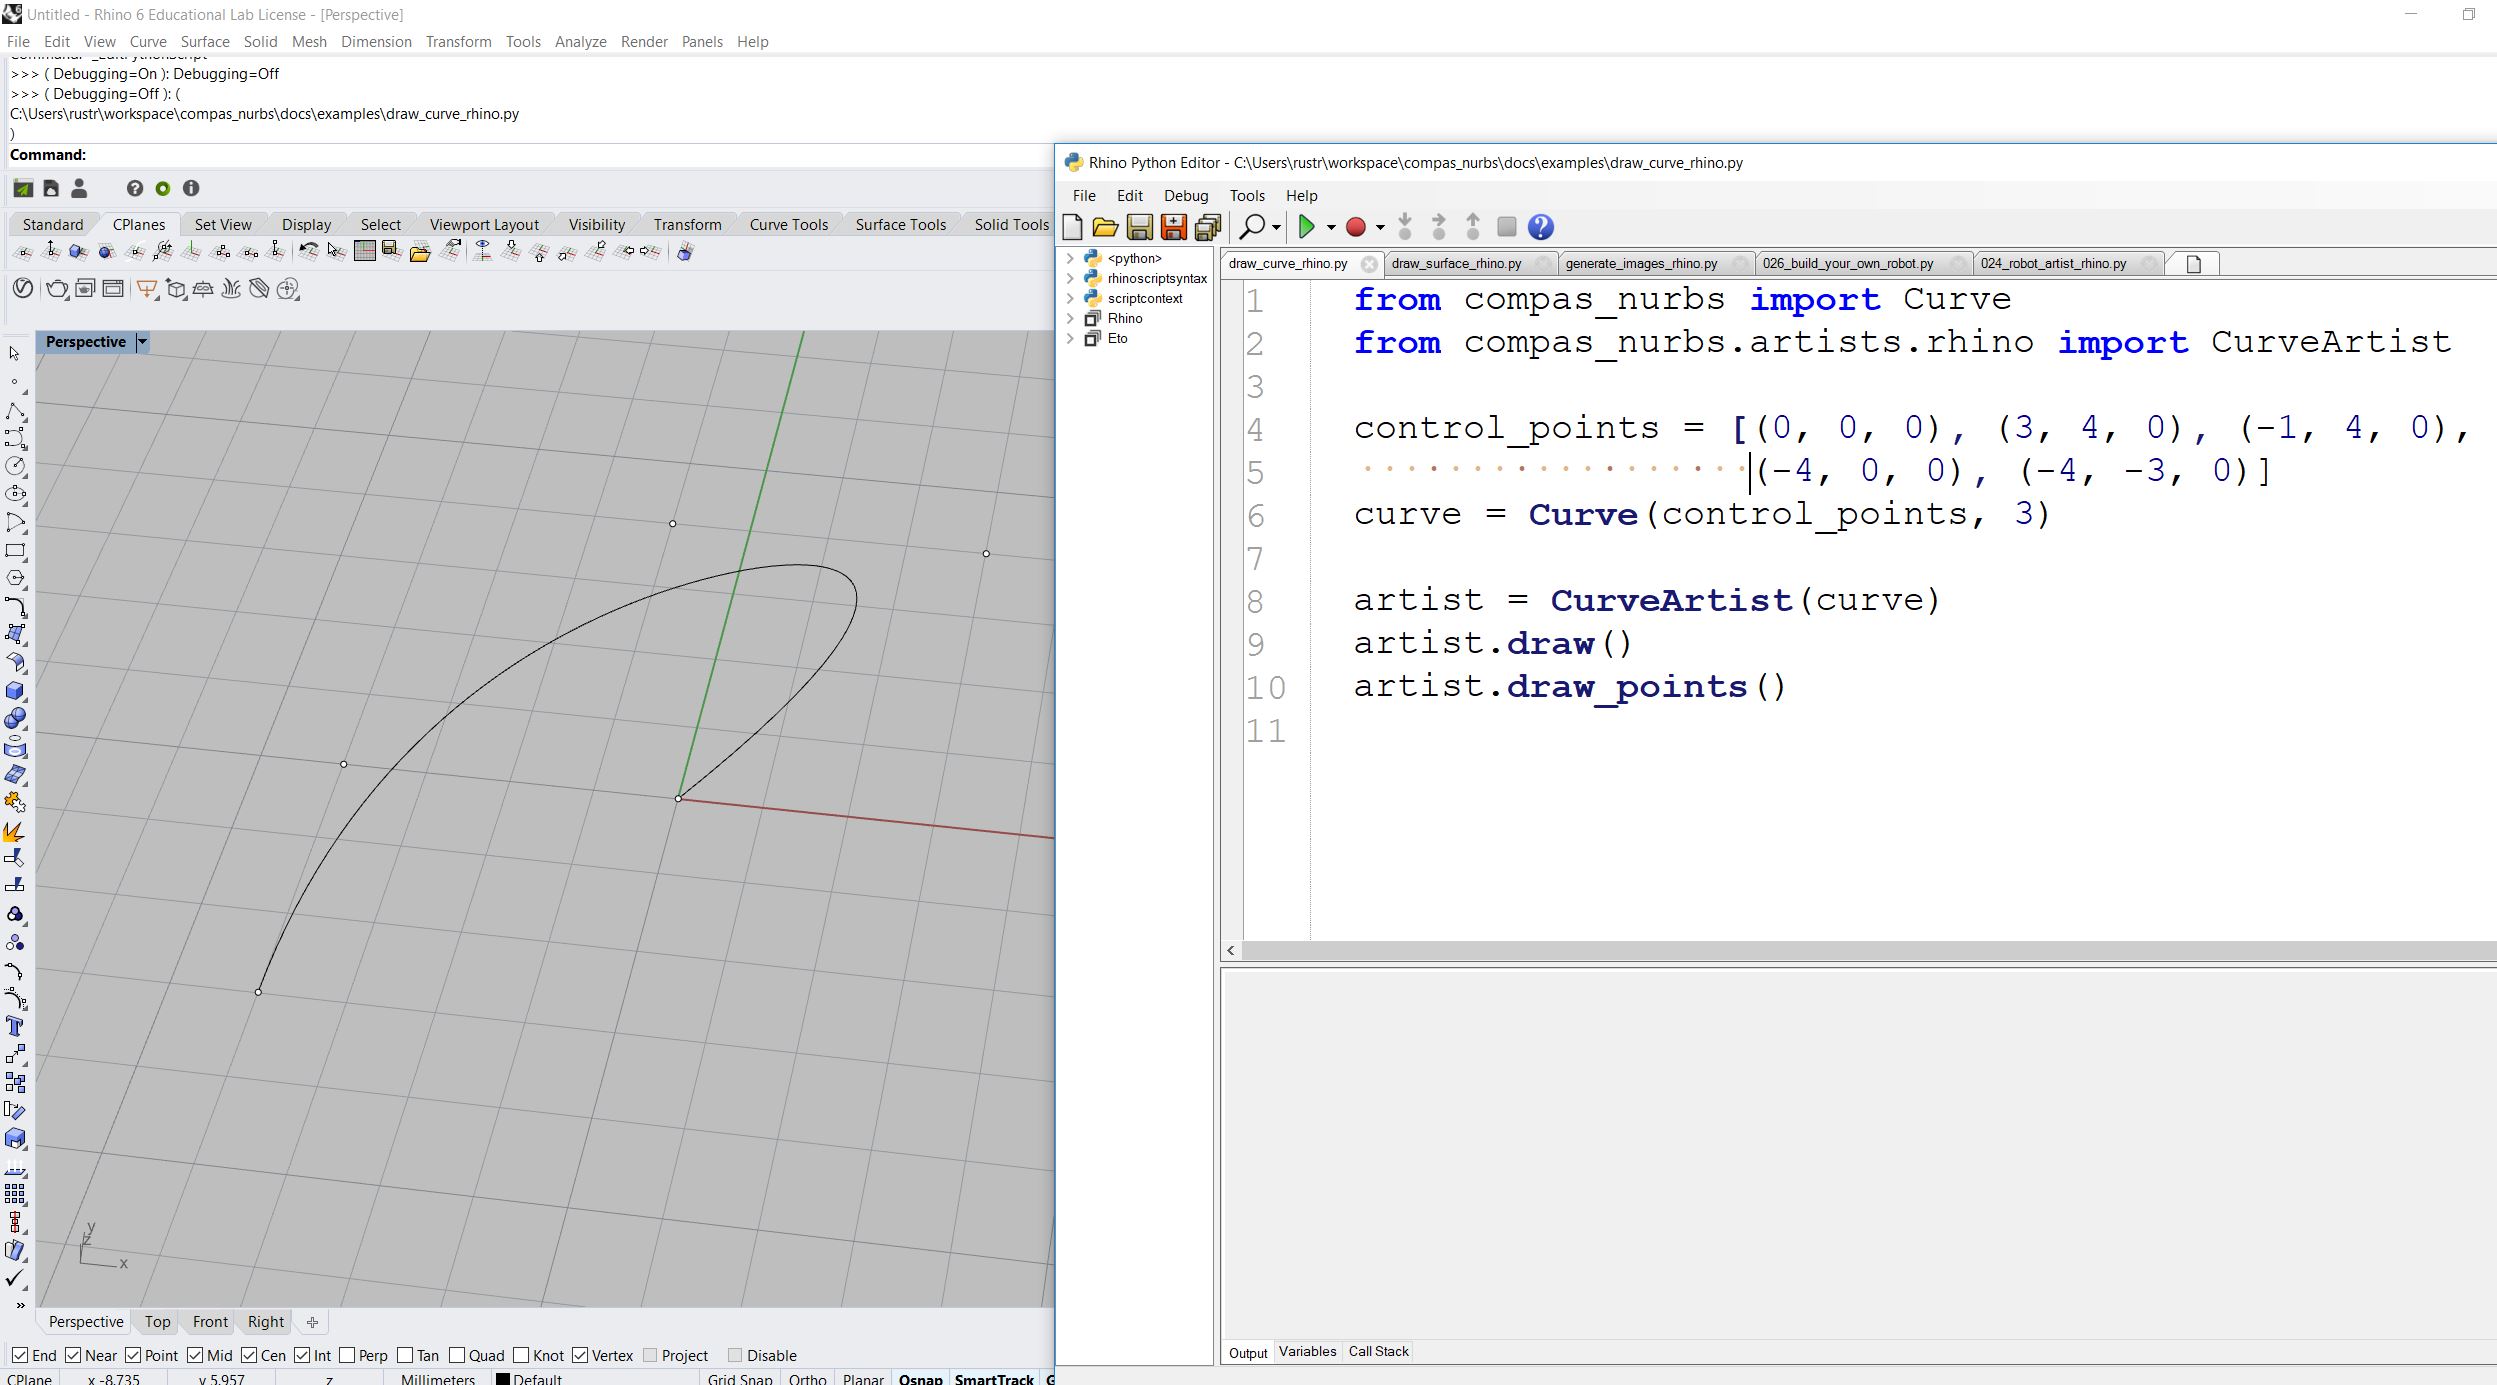 Untitled - Rhino 6 Educational Lab License - [Perspective]
File Edit View Curve Surface Solid Mesh Dimension Transform Tools Analyze Render Panels Help
>>> ( Debugging=On ): Debugging=Off
>>> ( Debugging=Off ): (
C:\Users\rustr\workspace\compas_nurbs\docs\examples\draw_curve_rhino.py
)
Command:
Standard CPlanes Set View Display Select Viewport Layout Visibility Transform Curve Tools Surface Tools Solid Tools
Perspective
y
z
x
Perspective Top Front Right
End Near Point Mid Cen Int Perp Tan Quad Knot Vertex Project Disable
CPlane x -8.735 y 5.957 z Millimeters Default Grid Snap Ortho Planar Osnap SmartTrack G
Rhino Python Editor - C:\Users\rustr\workspace\compas_nurbs\docs\examples\draw_curve_rhino.py
File Edit Debug Tools Help
<python>
rhinoscriptsyntax
scriptcontext
Rhino
Eto
draw_curve_rhino.py draw_surface_rhino.py generate_images_rhino.py 026_build_your_own_robot.py 024_robot_artist_rhino.py
1 from compas_nurbs import Curve
2 from compas_nurbs.artists.rhino import CurveArtist
3
4 control_points = [(0, 0, 0), (3, 4, 0), (-1, 4, 0),
5 (-4, 0, 0), (-4, -3, 0)]
6 curve = Curve(control_points, 3)
7
8 artist = CurveArtist(curve)
9 artist.draw()
10 artist.draw_points()
11
Output Variables Call Stack